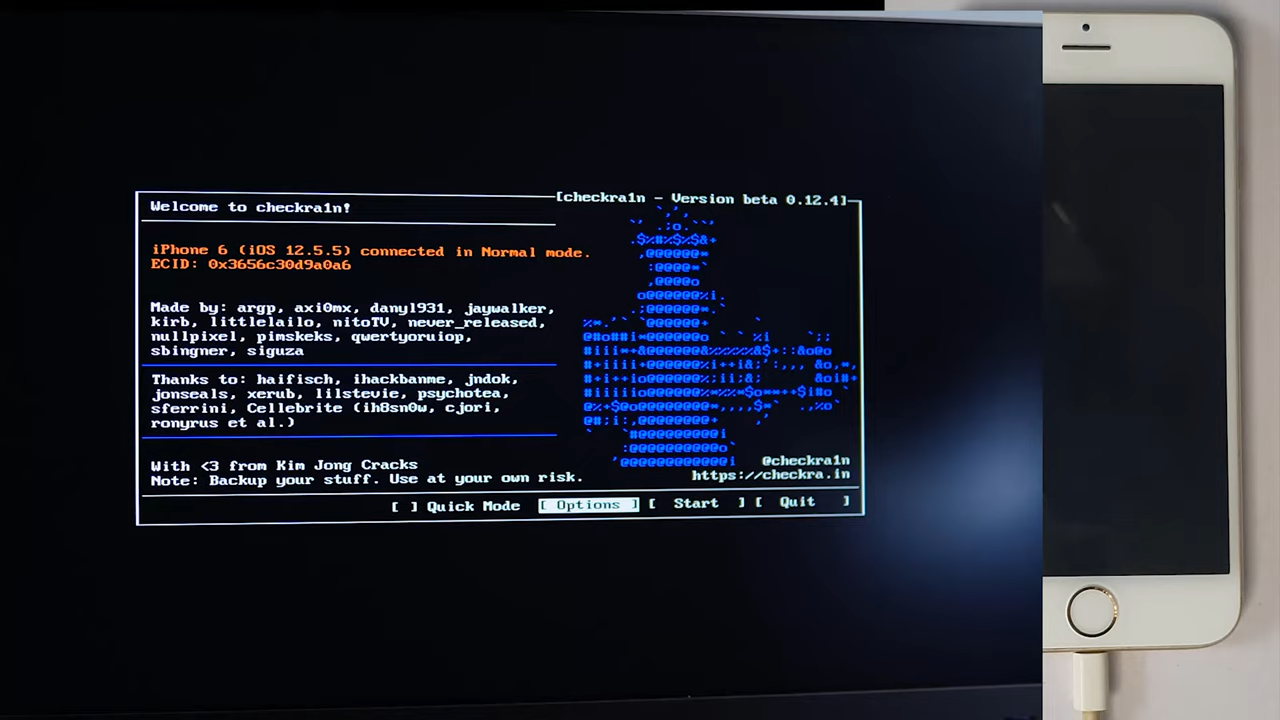 [checkra1n - Version beta 0.12.4]
Welcome to checkra1n!
iPhone 6 (iOS 12.5.5) connected in Normal mode.
ECID: 0x3656c30d9a0a6
Made by: argp, axi0mx, danyl931, jaywalker,
kirb, littlelailo, nitoTV, never_released,
nullpixel, pimskeks, qwertyoruiop,
sbingner, siguza
Thanks to: haifisch, ihackbanme, jndok,
jonseals, xerub, lilstevie, psychotea,
sferrini, Cellebrite (ih8sn0w, cjori,
ronyrus et al.)
With <3 from Kim Jong Cracks
Note: Backup your stuff. Use at your own risk.
@checkra1n
https://checkra.in
[ ] Quick Mode [ Options ] [ Start ] [ Quit ]